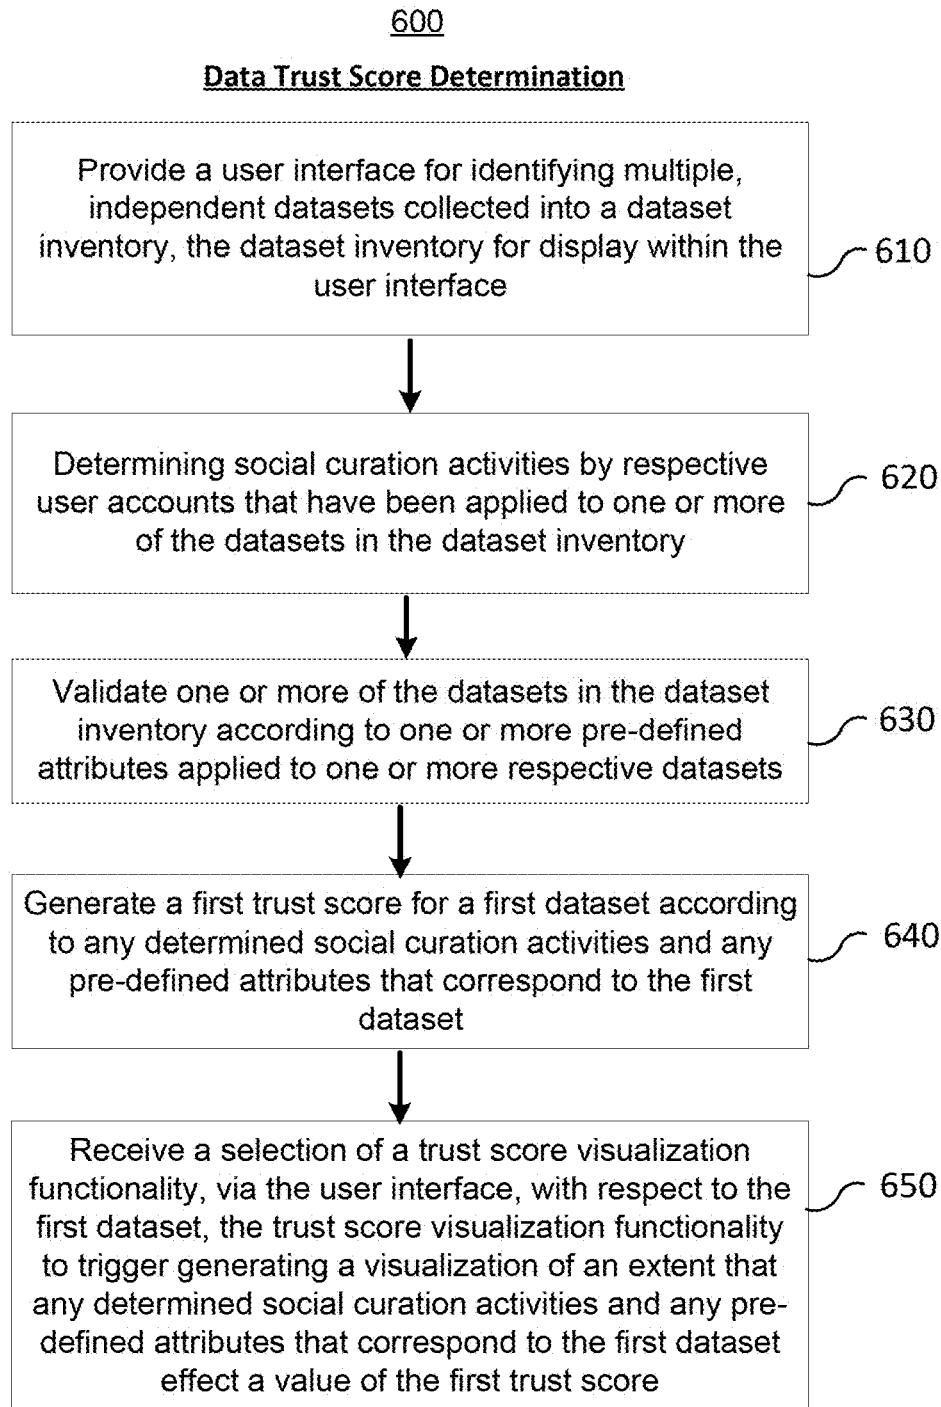 600
Data Trust Score Determination
Provide a user interface for identifying multiple,
independent datasets collected into a dataset
inventory, the dataset inventory for display within the
user interface
610
Determining social curation activities by respective
user accounts that have been applied to one or more
of the datasets in the dataset inventory
620
Validate one or more of the datasets in the dataset
inventory according to one or more pre-defined
attributes applied to one or more respective datasets
630
Generate a first trust score for a first dataset according
to any determined social curation activities and any
pre-defined attributes that correspond to the first
dataset
640
Receive a selection of a trust score visualization
functionality, via the user interface, with respect to the
first dataset, the trust score visualization functionality
to trigger generating a visualization of an extent that
any determined social curation activities and any pre-
defined attributes that correspond to the first dataset
effect a value of the first trust score
650